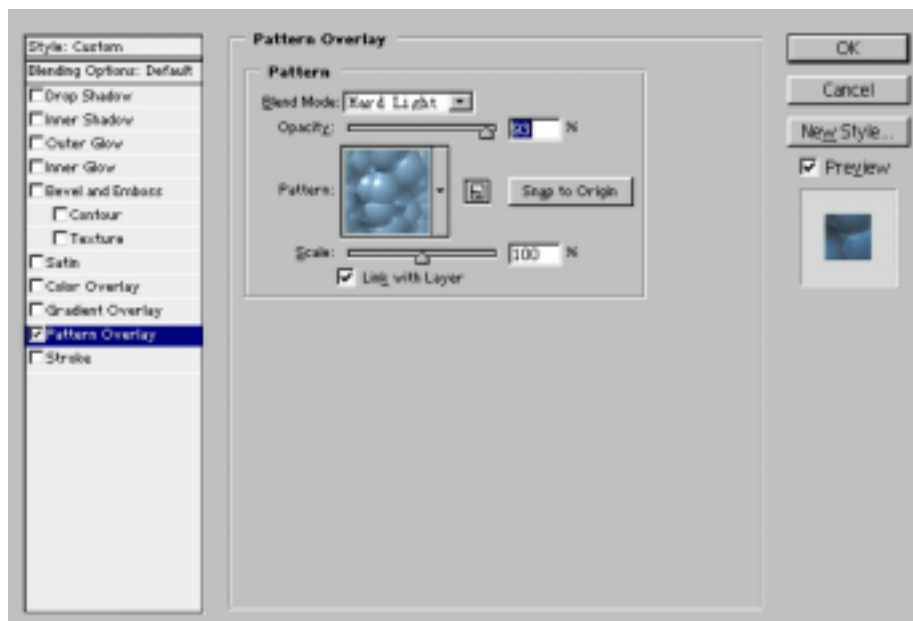 Style: Custom
Blending Options: Default
Drop Shadow
Inner Shadow
Outer Glow
Inner Glow
Bevel and Emboss
Contour
Texture
Satin
Color Overlay
Gradient Overlay
Pattern Overlay
Stroke
Pattern Overlay
Pattern
Blend Mode: Hard Light
Opacity: 93 %
Pattern:
Snap to Origin
Scale: 100 %
Link with Layer
OK
Cancel
New Style...
Preview